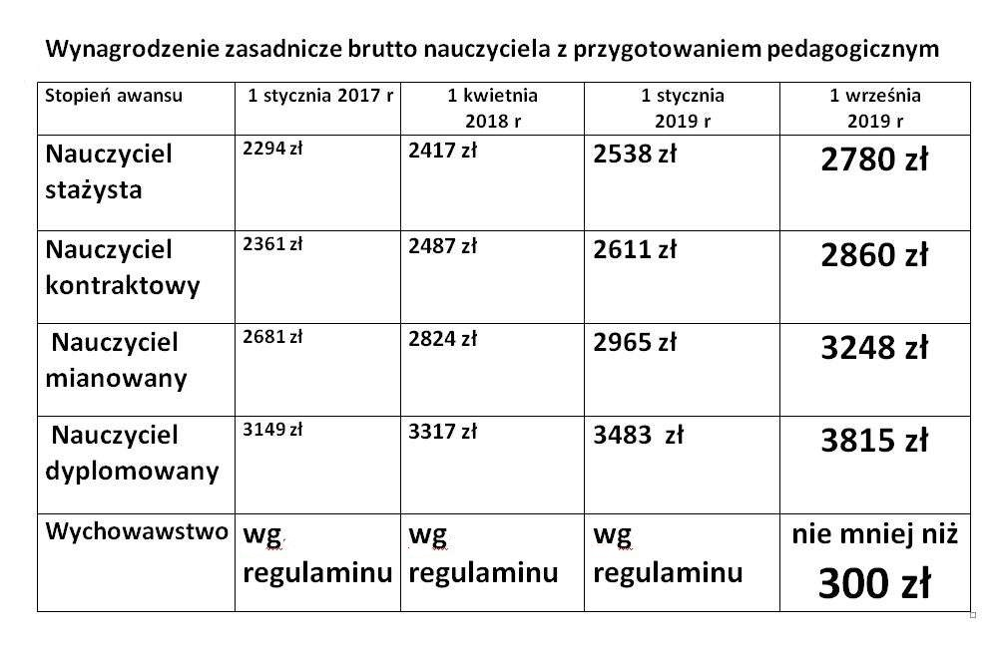 Wynagrodzenie zasadnicze brutto nauczyciela z przygotowaniem pedagogicznym
Stopień awansu 1 stycznia 2017 r 1 kwietnia 2018 r 1 stycznia 2019 r 1 września 2019 r
Nauczyciel stażysta 2294 zł 2417 zł 2538 zł 2780 zł
Nauczyciel kontraktowy 2361 zł 2487 zł 2611 zł 2860 zł
Nauczyciel mianowany 2681 zł 2824 zł 2965 zł 3248 zł
Nauczyciel dyplomowany 3149 zł 3317 zł 3483 zł 3815 zł
Wychowawstwo wg regulaminu wg regulaminu wg regulaminu nie mniej niż 300 zł